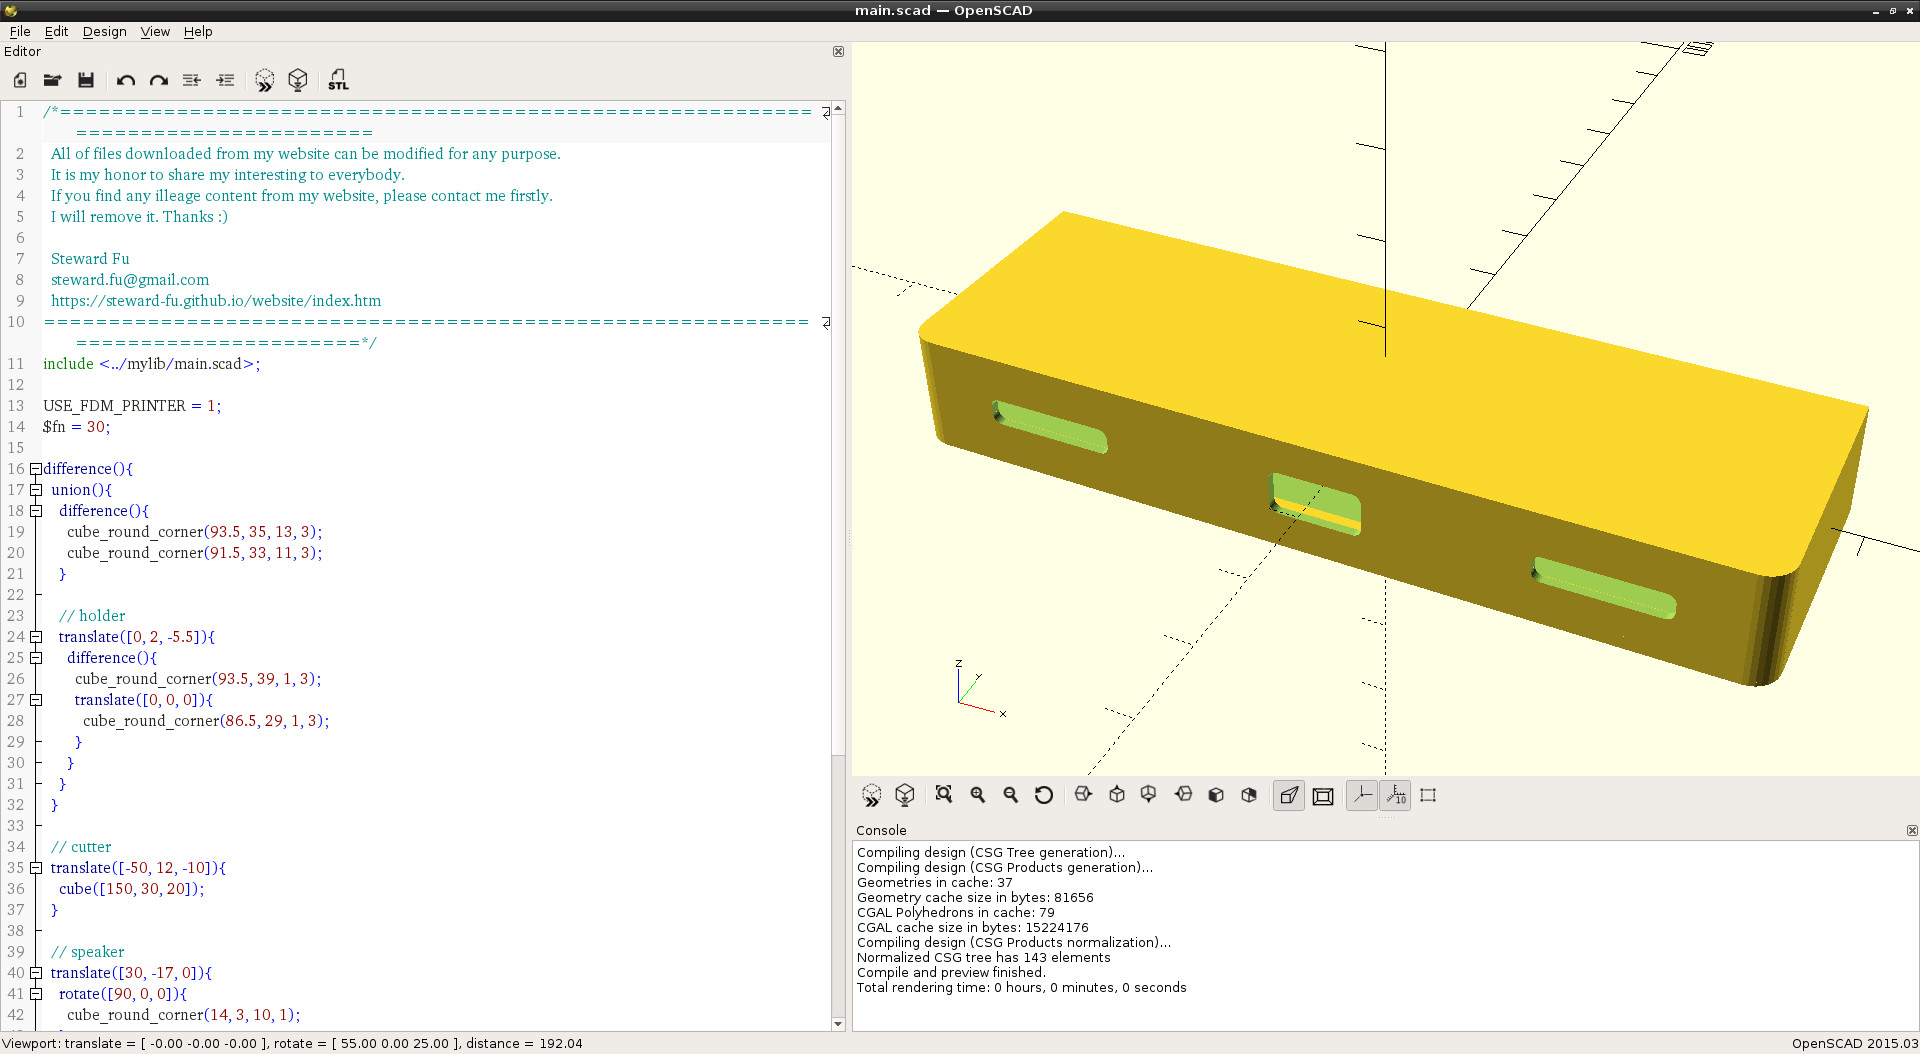 main.scad — OpenSCAD
File Edit Design View Help
Editor
STL
1 /*==========================================================
=======================
2 All of files downloaded from my website can be modified for any purpose.
3 It is my honor to share my interesting to everybody.
4 If you find any illeage content from my website, please contact me firstly.
5 I will remove it. Thanks :)
6
7 Steward Fu
8 steward.fu@gmail.com
9 https://steward-fu.github.io/website/index.htm
10 ===========================================================
======================*/
11 include <../mylib/main.scad>;
12
13 USE_FDM_PRINTER = 1;
14 $fn = 30;
15
16 difference(){
17 union(){
18 difference(){
19 cube_round_corner(93.5, 35, 13, 3);
20 cube_round_corner(91.5, 33, 11, 3);
21 }
22
23 // holder
24 translate([0, 2, -5.5]){
25 difference(){
26 cube_round_corner(93.5, 39, 1, 3);
27 translate([0, 0, 0]){
28 cube_round_corner(86.5, 29, 1, 3);
29 }
30 }
31 }
32 }
33
34 // cutter
35 translate([-50, 12, -10]){
36 cube([150, 30, 20]);
37 }
38
39 // speaker
40 translate([30, -17, 0]){
41 rotate([90, 0, 0]){
42 cube_round_corner(14, 3, 10, 1);
z
y
x
10
Console
Compiling design (CSG Tree generation)...
Compiling design (CSG Products generation)...
Geometries in cache: 37
Geometry cache size in bytes: 81656
CGAL Polyhedrons in cache: 79
CGAL cache size in bytes: 15224176
Compiling design (CSG Products normalization)...
Normalized CSG tree has 143 elements
Compile and preview finished.
Total rendering time: 0 hours, 0 minutes, 0 seconds
Viewport: translate = [ -0.00 -0.00 -0.00 ], rotate = [ 55.00 0.00 25.00 ], distance = 192.04
OpenSCAD 2015.03